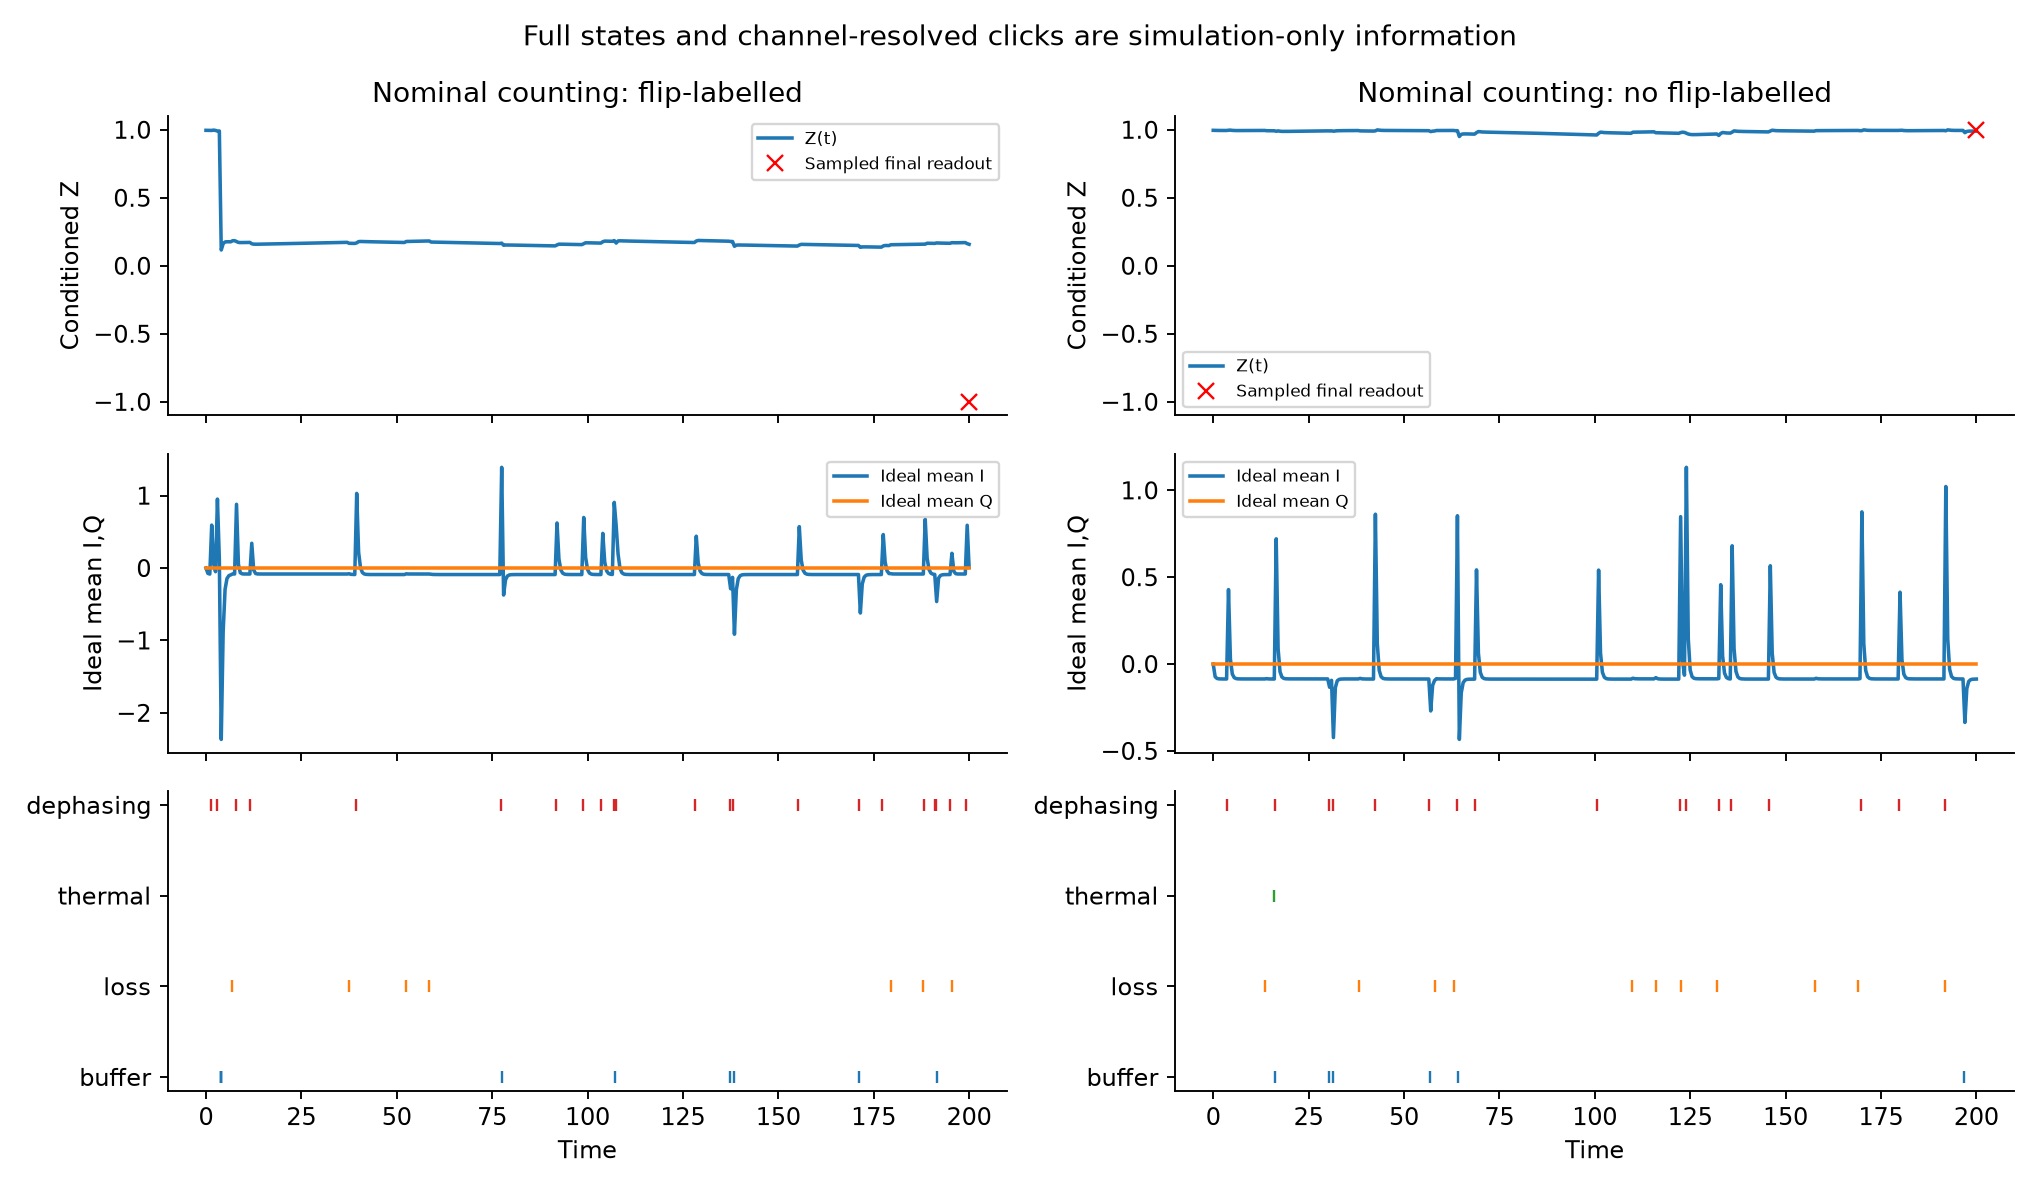 Full states and channel-resolved clicks are simulation-only information
Nominal counting: flip-labelled
Nominal counting: no flip-labelled
Conditioned Z
1.0
0.5
0.0
−0.5
−1.0
Z(t)
Sampled final readout
Conditioned Z
1.0
0.5
0.0
−0.5
−1.0
Z(t)
Sampled final readout
Ideal mean I,Q
1
0
−1
−2
Ideal mean I
Ideal mean Q
Ideal mean I,Q
1.0
0.5
0.0
−0.5
Ideal mean I
Ideal mean Q
dephasing
thermal
loss
buffer
0 25 50 75 100 125 150 175 200
Time
dephasing
thermal
loss
buffer
0 25 50 75 100 125 150 175 200
Time